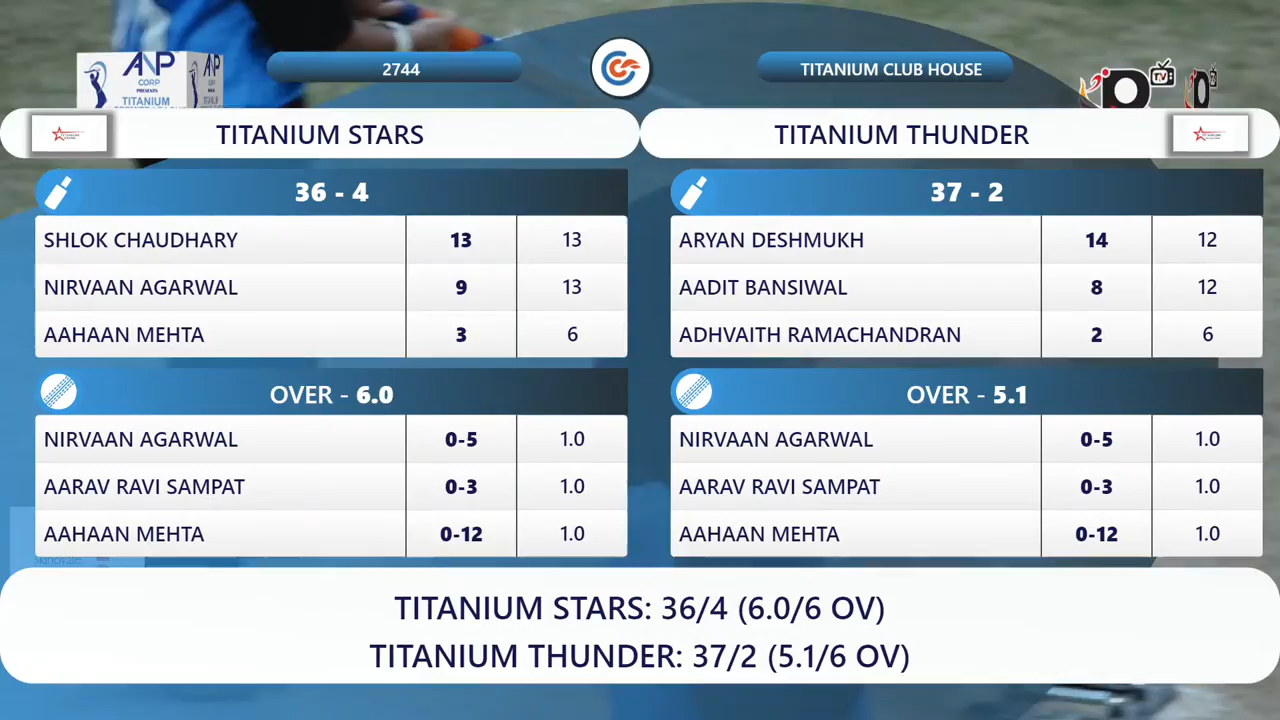 2744
TITANIUM CLUB HOUSE
ANP
CORP
PRESENTS
TITANIUM
TV
TITANIUM STARS
TITANIUM THUNDER
36 - 4
SHLOK CHAUDHARY 13 13
NIRVAAN AGARWAL 9 13
AAHAAN MEHTA 3 6
37 - 2
ARYAN DESHMUKH 14 12
AADIT BANSIWAL 8 12
ADHVAITH RAMACHANDRAN 2 6
OVER - 6.0
NIRVAAN AGARWAL 0-5 1.0
AARAV RAVI SAMPAT 0-3 1.0
AAHAAN MEHTA 0-12 1.0
OVER - 5.1
NIRVAAN AGARWAL 0-5 1.0
AARAV RAVI SAMPAT 0-3 1.0
AAHAAN MEHTA 0-12 1.0
TITANIUM STARS: 36/4 (6.0/6 OV)
TITANIUM THUNDER: 37/2 (5.1/6 OV)